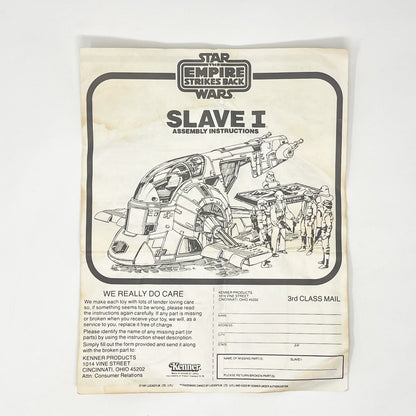 STAR
THE
EMPIRE
STRIKES BACK
WARS
SLAVE I
ASSEMBLY INSTRUCTIONS
WE REALLY DO CARE
We make each toy with lots of tender loving care . . .
so, if something seems to be wrong, please
read the instruction sheet carefully. If any part is missing
or broken when you receive your toy, we will, as a
service to you, replace it free of charge.
Please identify the name of any missing part (or
parts) by using the instruction sheet description.
Simply fill out the form provided and send it along
with the broken part to:
KENNER PRODUCTS
1014 VINE STREET
CINCINNATI, OHIO 45202
Attn: Consumer Relations
Kenner
KENNER PRODUCTS
1014 VINE STREET
CINCINNATI, OHIO 45202
3rd CLASS MAIL
NAME
ADDRESS
CITY
STATE
ZIP
NAME OF MISSING PART(S)
SLAVE I
PLEASE RETURN BROKEN PART(S)